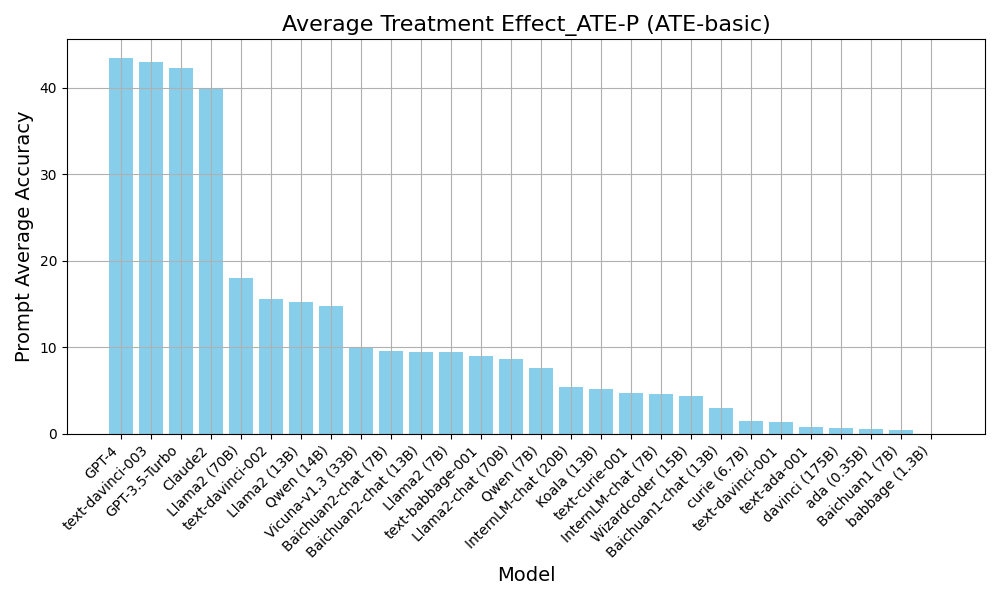 Average Treatment Effect_ATE-P (ATE-basic)
Prompt Average Accuracy
40
30
20
10
0
GPT-4
text-davinci-003
GPT-3.5-Turbo
Claude2
Llama2 (70B)
text-davinci-002
Llama2 (13B)
Qwen (14B)
Vicuna-v1.3 (33B)
Baichuan2-chat (7B)
Baichuan2-chat (13B)
Llama2 (7B)
text-babbage-001
Llama2-chat (70B)
Qwen (7B)
InternLM-chat (20B)
Koala (13B)
text-curie-001
InternLM-chat (7B)
Wizardcoder (15B)
Baichuan1-chat (13B)
curie (6.7B)
text-davinci-001
text-ada-001
davinci (175B)
ada (0.35B)
Baichuan1 (7B)
babbage (1.3B)
Model